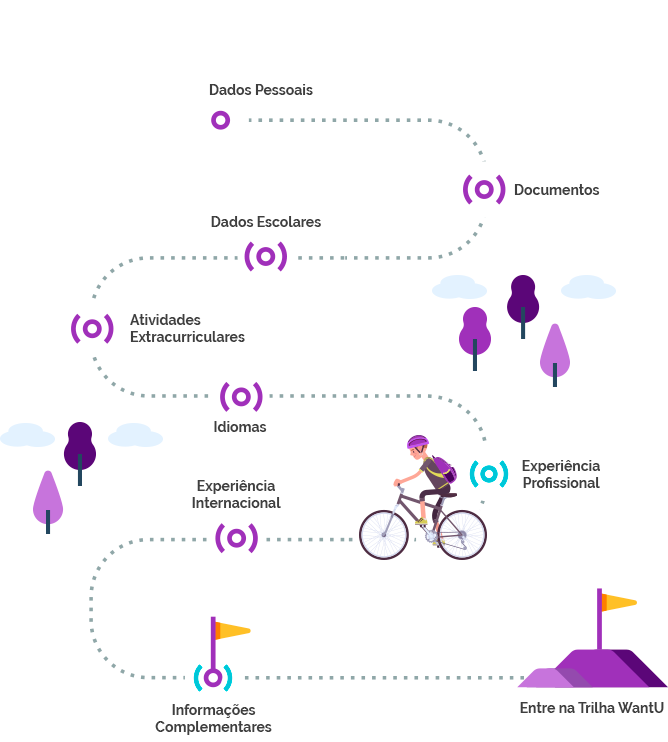 Dados Pessoais
Documentos
Dados Escolares
Atividades
Extracurriculares
Idiomas
Experiência
Profissional
Experiência
Internacional
Informações
Complementares
Entre na Trilha WantU